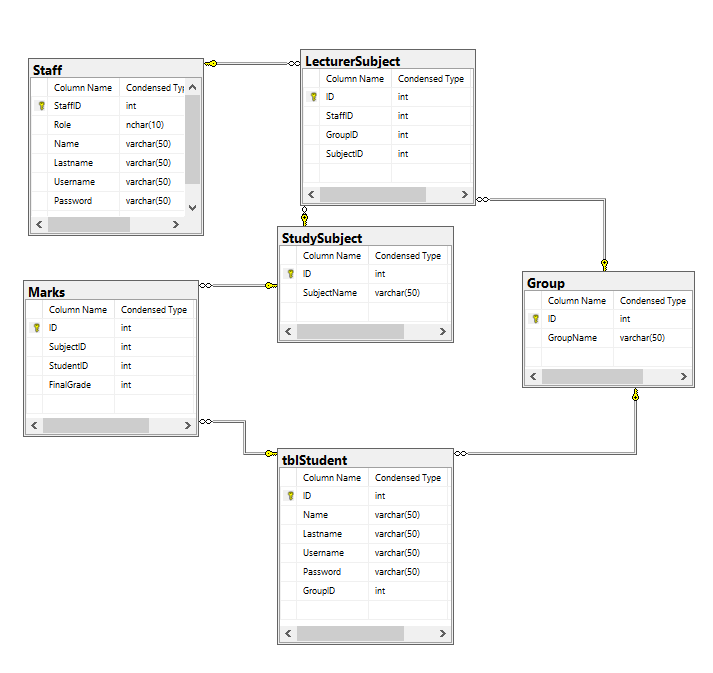 Staff
Column Name Condensed Typ
StaffID int
Role nchar(10)
Name varchar(50)
Lastname varchar(50)
Username varchar(50)
Password varchar(50)
LecturerSubject
Column Name Condensed Type
ID int
StaffID int
GroupID int
SubjectID int
StudySubject
Column Name Condensed Type
ID int
SubjectName varchar(50)
Group
Column Name Condensed Type
ID int
GroupName varchar(50)
Marks
Column Name Condensed Type
ID int
SubjectID int
StudentID int
FinalGrade int
tblStudent
Column Name Condensed Type
ID int
Name varchar(50)
Lastname varchar(50)
Username varchar(50)
Password varchar(50)
GroupID int